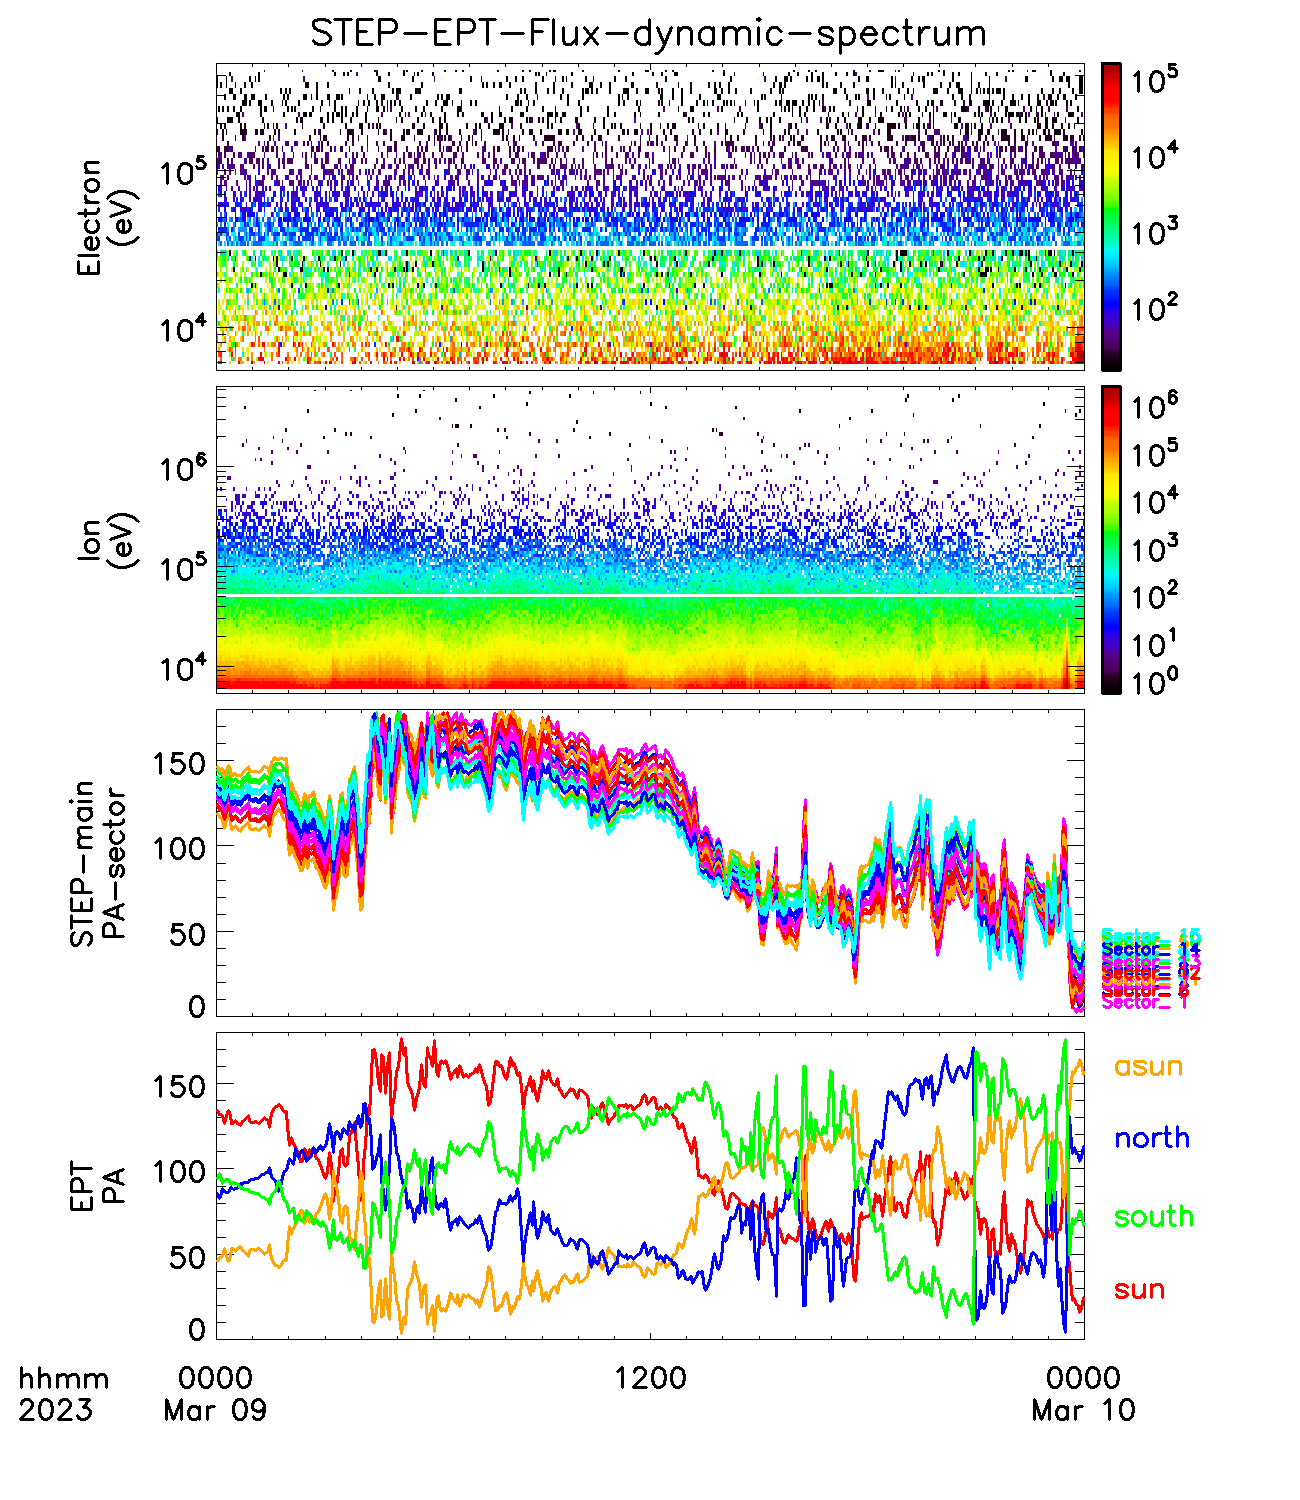 STEP-EPT-Flux-dynamic-spectrum
Electron
(eV)
10^5
10^4
10^5
10^4
10^3
10^2
Ion
(eV)
10^6
10^5
10^4
10^6
10^5
10^4
10^3
10^2
10^1
10^0
STEP-main
PA-sector
150
100
50
0
Sector_ 15
Sector_ 14
Sector_ 1
EPT
PA
150
100
50
0
asun
north
south
sun
hhmm 0000 1200 0000
2023 Mar 09 Mar 10